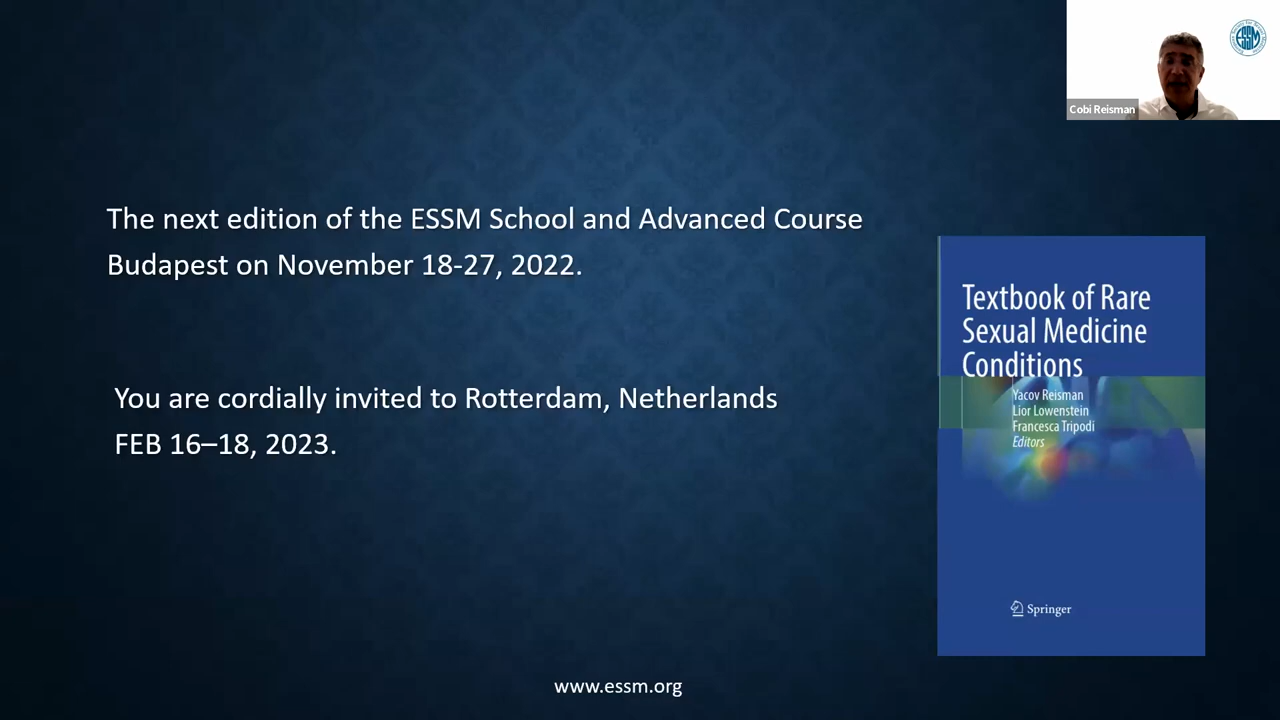 ESSM
Cobi Reisman
The next edition of the ESSM School and Advanced Course
Budapest on November 18-27, 2022.
You are cordially invited to Rotterdam, Netherlands
FEB 16–18, 2023.
Textbook of Rare
Sexual Medicine
Conditions
Yacov Reisman
Lior Lowenstein
Francesca Tripodi
Editors
Springer
www.essm.org